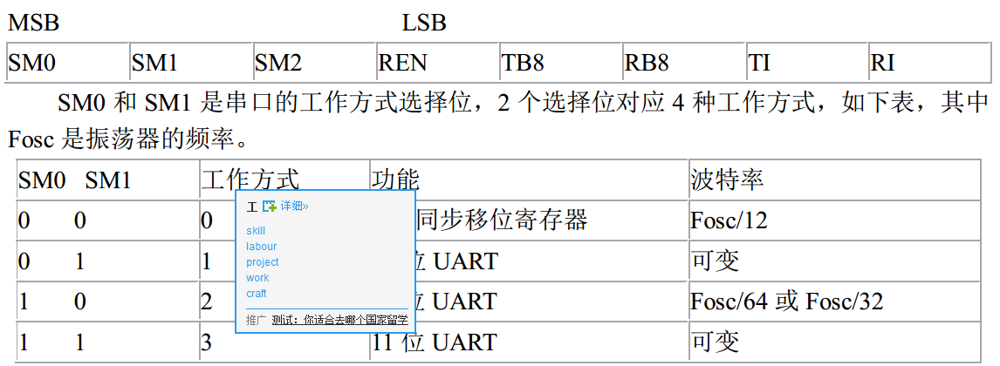 MSB LSB
SM0 SM1 SM2 REN TB8 RB8 TI RI
SM0 和 SM1 是串口的工作方式选择位，2 个选择位对应 4 种工作方式，如下表，其中
Fosc 是振荡器的频率。
SM0 SM1 工作方式 功能 波特率
0 0 0 同步移位寄存器 Fosc/12
0 1 1 位 UART 可变
1 0 2 位 UART Fosc/64 或 Fosc/32
1 1 3 11 位 UART 可变
工 详细»
skill
labour
project
work
craft
推广 测试：你适合去哪个国家留学